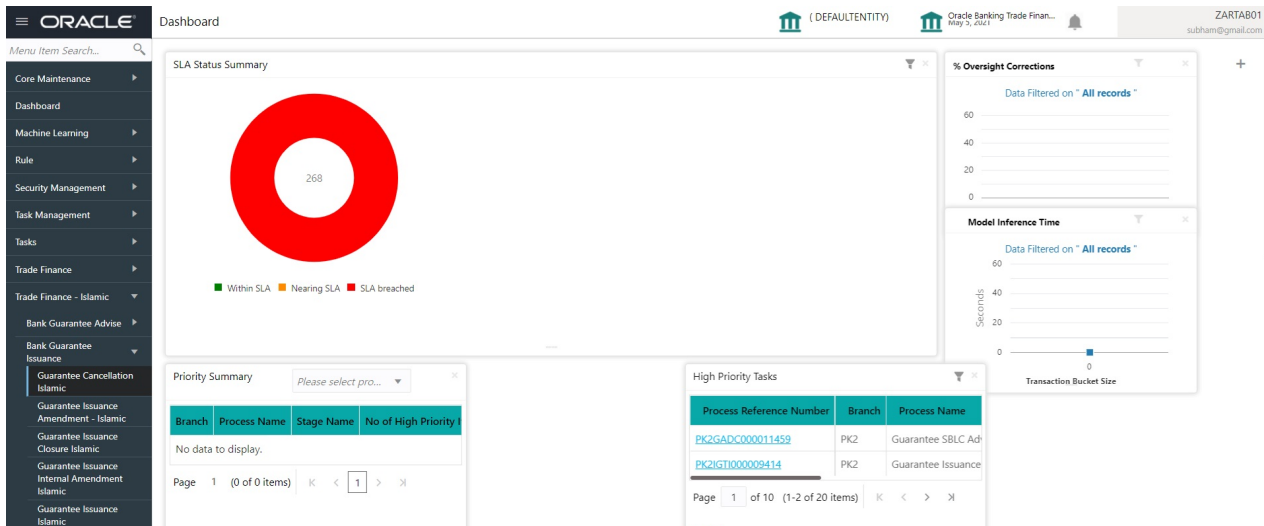 ORACLE
Dashboard
( DEFAULTENTITY)
Oracle Banking Trade Finan...
May 5, 2021
ZARTAB01
subham@gmail.com
Menu Item Search...
Core Maintenance
Dashboard
Machine Learning
Rule
Security Management
Task Management
Tasks
Trade Finance
Trade Finance - Islamic
Bank Guarantee Advise
Bank Guarantee
Issuance
Guarantee Cancellation
Islamic
Guarantee Issuance
Amendment - Islamic
Guarantee Issuance
Closure Islamic
Guarantee Issuance
Internal Amendment
Islamic
Guarantee Issuance
Islamic
SLA Status Summary
268
Within SLA Nearing SLA SLA breached
% Oversight Corrections
Data Filtered on " All records "
60
40
20
0
Model Inference Time
Data Filtered on " All records "
60
40
20
0
Seconds
0
Transaction Bucket Size
Priority Summary
Please select pro...
Branch Process Name Stage Name No of High Priority
No data to display.
Page 1 (0 of 0 items) 1
High Priority Tasks
Process Reference Number Branch Process Name
PK2GADC000011459 PK2 Guarantee SBLC Adv
PK2IGTI000009414 PK2 Guarantee Issuance
Page 1 of 10 (1-2 of 20 items)